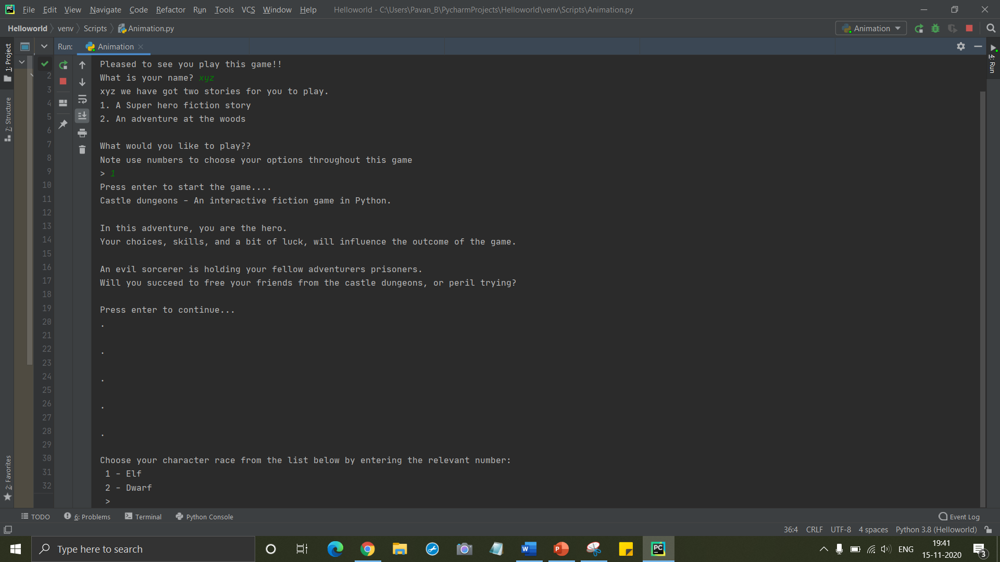 File Edit View Navigate Code Refactor Run Tools VCS Window Help Helloworld - C:\Users\Pavan_B\PycharmProjects\Helloworld\venv\Scripts\Animation.py
Helloworld venv Scripts Animation.py Animation
1: Project
Run: Animation
4: Run
7: Structure
2: Favorites
Pleased to see you play this game!!
2 What is your name? xyz
3 xyz we have got two stories for you to play.
4 1. A Super hero fiction story
5 2. An adventure at the woods
6
7 What would you like to play??
8 Note use numbers to choose your options throughout this game
9 > 1
10 Press enter to start the game....
11 Castle dungeons - An interactive fiction game in Python.
12
13 In this adventure, you are the hero.
14 Your choices, skills, and a bit of luck, will influence the outcome of the game.
15
16 An evil sorcerer is holding your fellow adventurers prisoners.
17 Will you succeed to free your friends from the castle dungeons, or peril trying?
18
19 Press enter to continue...
20 .
21
22 .
23
24 .
25
26 .
27
28 .
29
30 Choose your character race from the list below by entering the relevant number:
31 1 - Elf
32 2 - Dwarf
>
TODO 6: Problems Terminal Python Console Event Log
36:4 CRLF UTF-8 4 spaces Python 3.8 (Helloworld)
Type here to search
ENG
19:41
15-11-2020
3